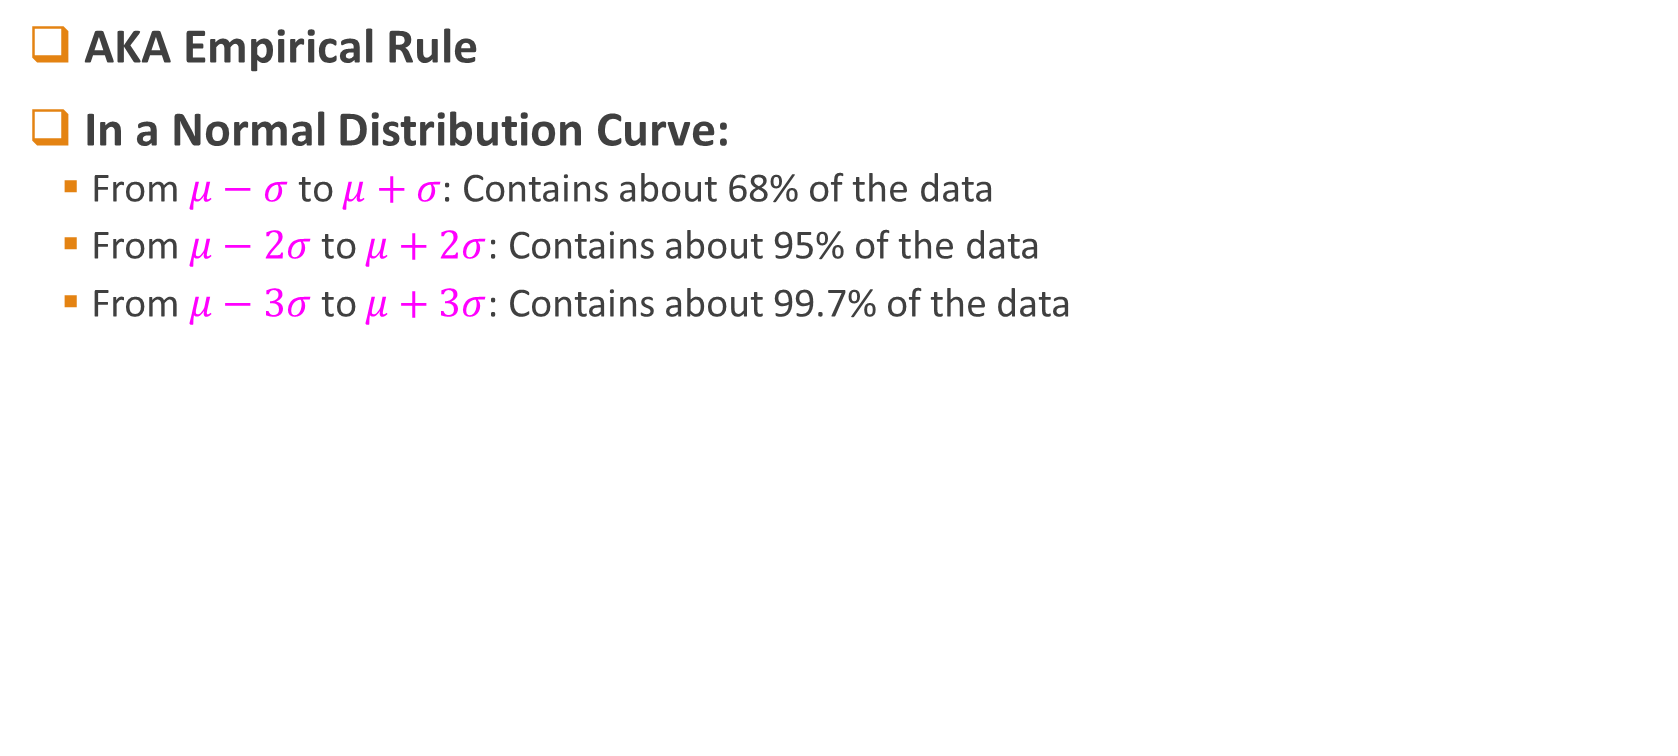 AKA Empirical Rule
In a Normal Distribution Curve:
From 𝜇 − 𝜎 to 𝜇 + 𝜎: Contains about 68% of the data
From 𝜇 − 2𝜎 to 𝜇 + 2𝜎: Contains about 95% of the data
From 𝜇 − 3𝜎 to 𝜇 + 3𝜎: Contains about 99.7% of the data